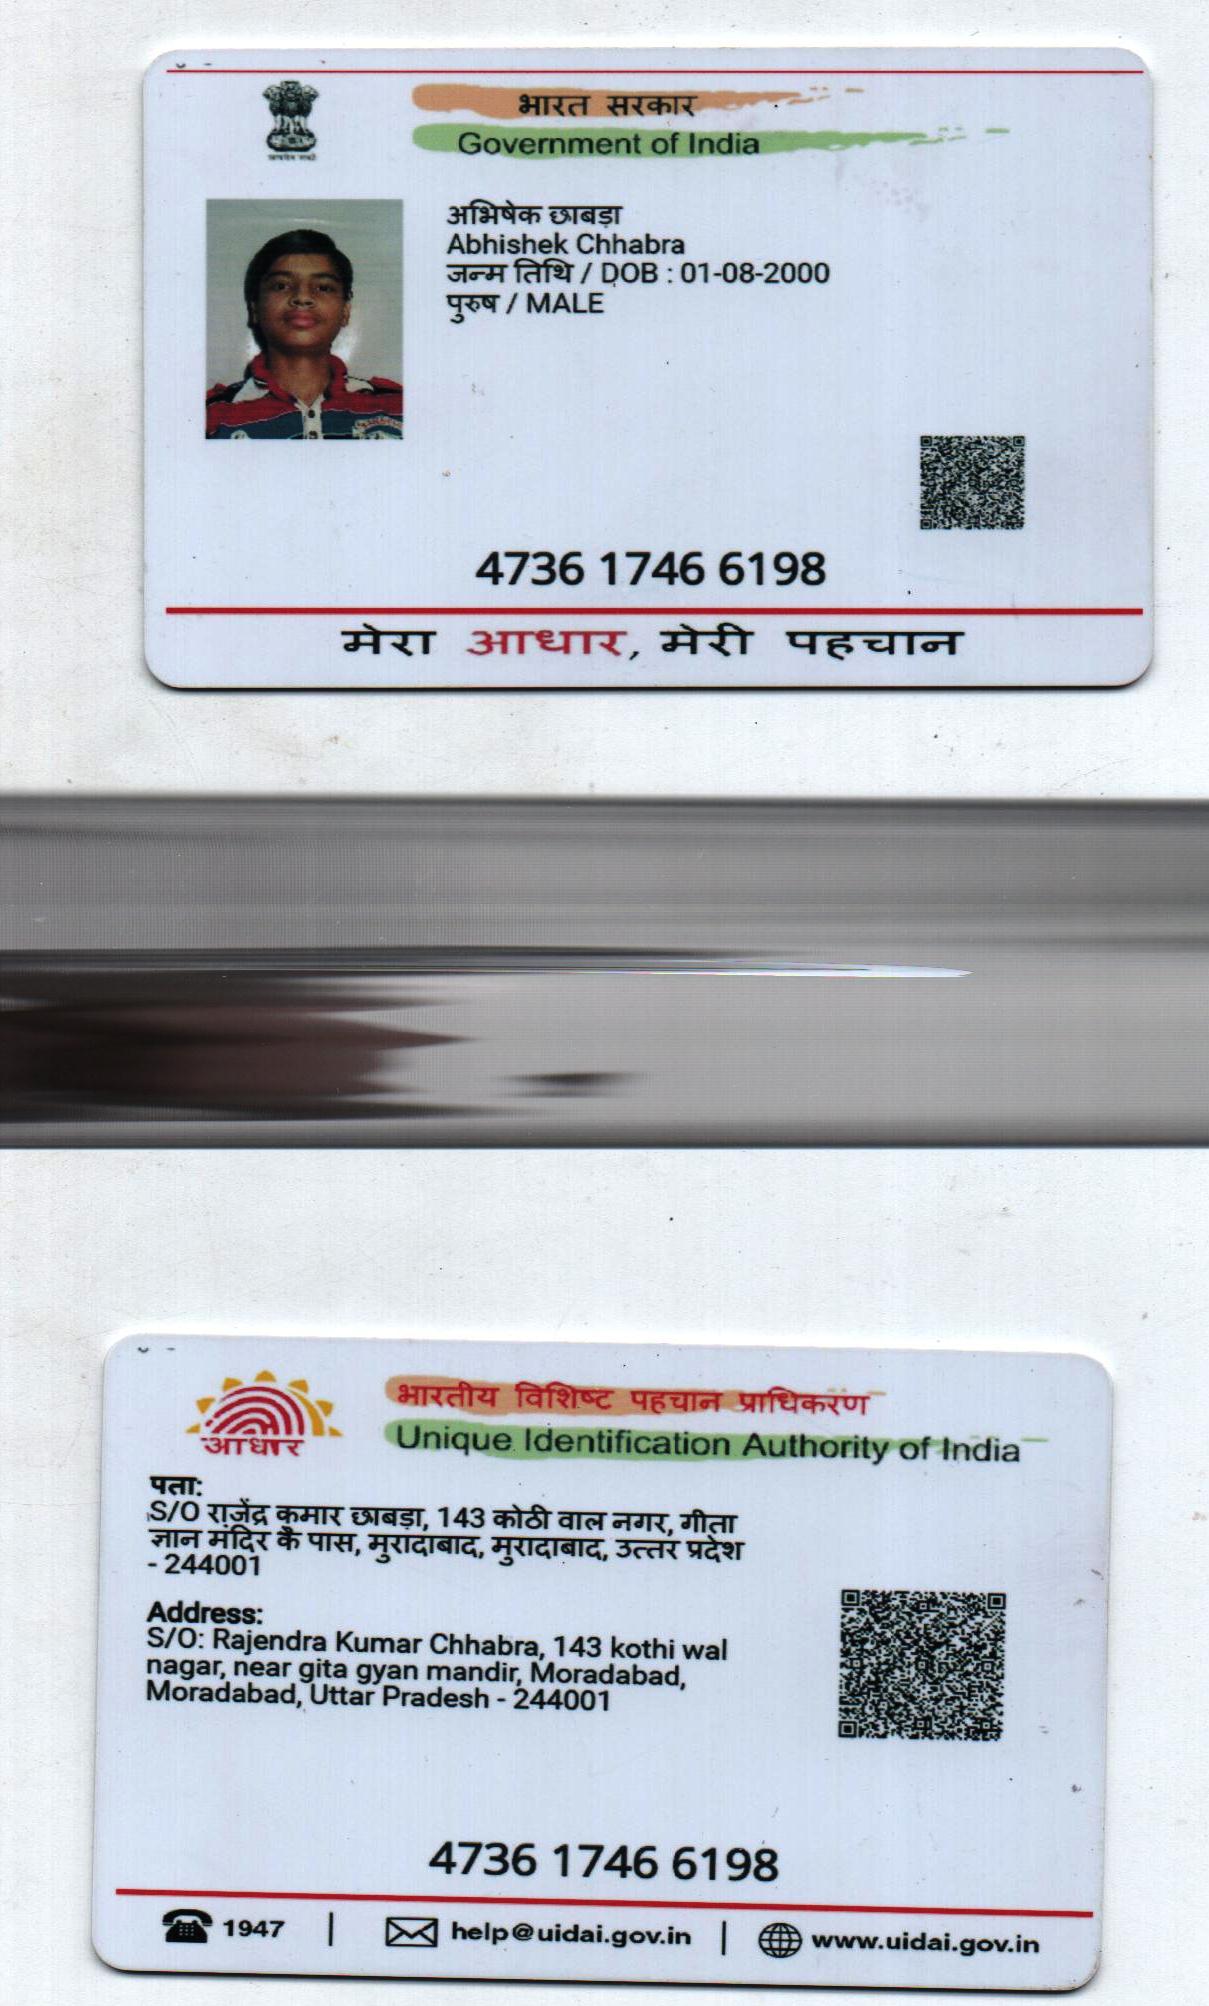 भारत सरकार
Government of India
अभिषेक छाबड़ा
Abhishek Chhabra
जन्म तिथि / DOB : 01-08-2000
पुरुष / MALE
4736 1746 6198
मेरा आधार, मेरी पहचान
भारतीय विशिष्ट पहचान प्राधिकरण
Unique Identification Authority of India
आधार
पता:
S/O राजेंद्र कुमार छाबड़ा, 143 कोठी वाल नगर, गीता
ज्ञान मंदिर के पास, मुरादाबाद, मुरादाबाद, उत्तर प्रदेश
- 244001
Address:
S/O: Rajendra Kumar Chhabra, 143 kothi wal
nagar, near gita gyan mandir, Moradabad,
Moradabad, Uttar Pradesh - 244001
4736 1746 6198
1947 | help@uidai.gov.in | www.uidai.gov.in